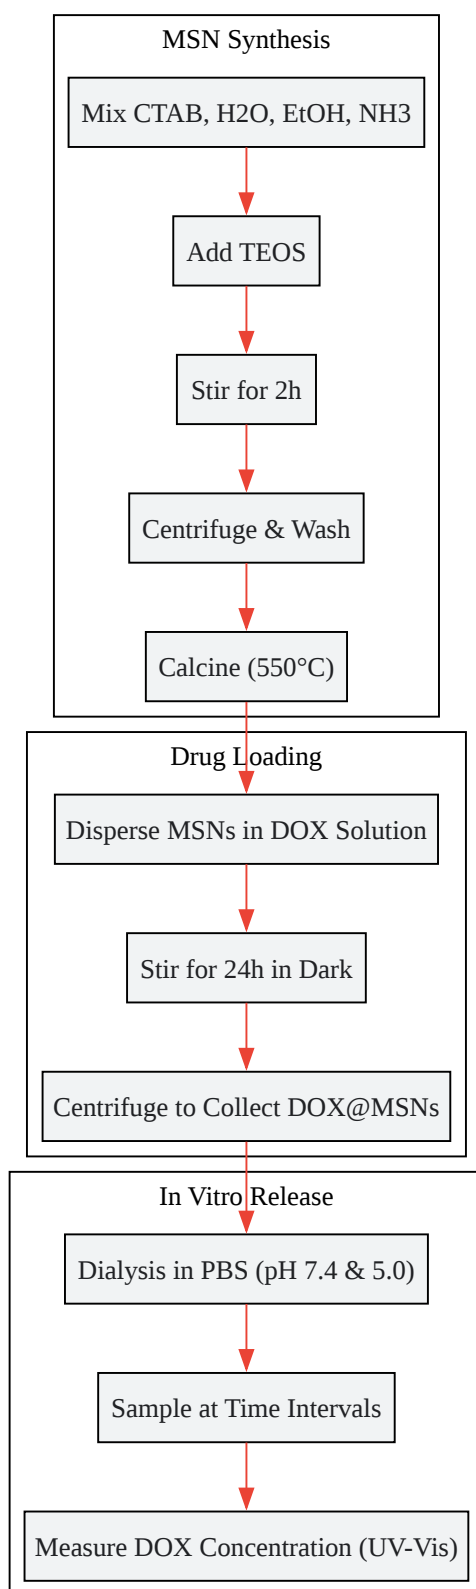 MSN Synthesis
Mix CTAB, H2O, EtOH, NH3
Add TEOS
Stir for 2h
Centrifuge & Wash
Calcine (550°C)
Drug Loading
Disperse MSNs in DOX Solution
Stir for 24h in Dark
Centrifuge to Collect DOX@MSNs
In Vitro Release
Dialysis in PBS (pH 7.4 & 5.0)
Sample at Time Intervals
Measure DOX Concentration (UV-Vis)